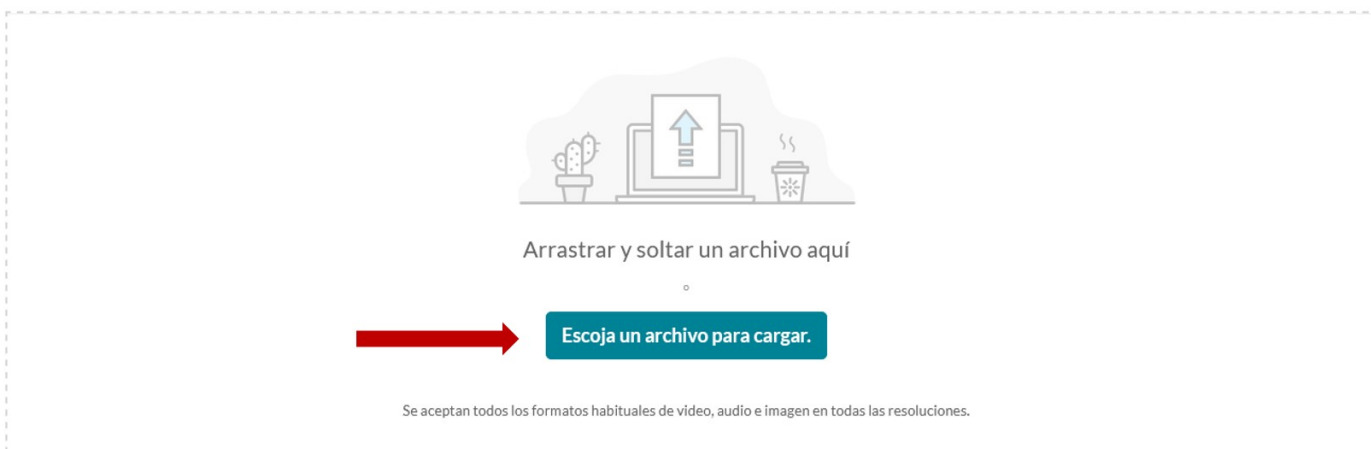 Arrastrar y soltar un archivo aquí
o
Escoja un archivo para cargar.
Se aceptan todos los formatos habituales de video, audio e imagen en todas las resoluciones.